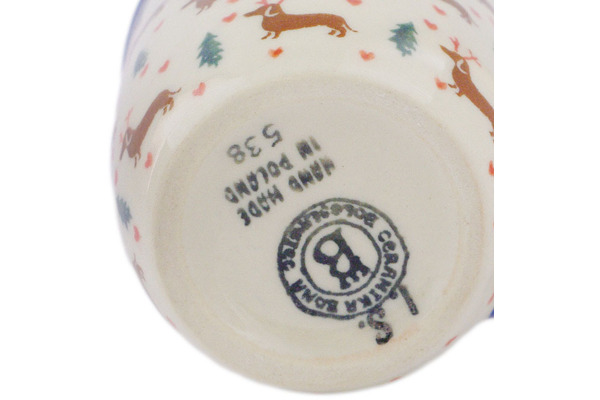 HAND MADE
IN POLAND
538
CERAMIKA BONA BOLESŁAWIEC
B
S.